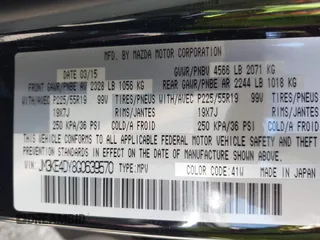 MFD. BY MAZDA MOTOR CORPORATION
DATE 03/15 GVWR/PNBV 4566 LB 2071 KG
FRONT GAWR/PNBE AV 2328 LB 1056 KG REAR GAWR/PNBE AR 2244 LB 1018 KG
WITH/AVEC P225/55R19 99V TIRES/PNEUS WITH/AVEC P225/55R19 99V TIRES/PNEUS
19X7J RIMS/JANTES 19X7J RIMS/JANTES
250 KPA/36 PSI COLD/A FROID 250 KPA/36 PSI COLD/A FROID
THIS VEHICLE CONFORMS TO ALL APPLICABLE FEDERAL MOTOR VEHICLE SAFETY AND
THEFT PREVENTION STANDARDS IN EFFECT
ON THE DATE OF MANUFACTURE SHOWN ABOVE.
VIN: JM3KE4DY8G0639570 TYPE: MPV COLOR CODE: 41W MADE IN JAPAN